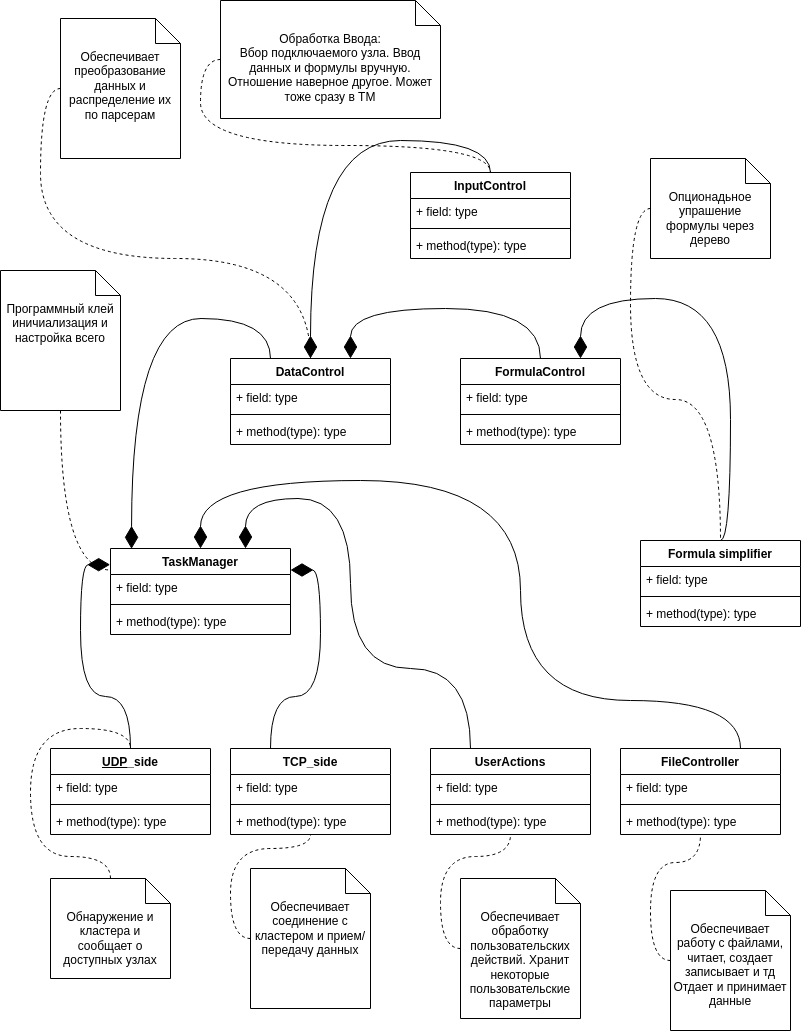 Обработка Ввода:
Вбор подключаемого узла. Ввод
данных и формулы вручную.
Отношение наверное другое. Может
тоже сразу в ТМ
Обеспечивает
преобразование
данных и
распределение их
по парсерам
InputControl
+ field: type
+ method(type): type
Опционадьное
упрашение
формулы через
дерево
Программный клей
иничиализация и
настройка всего
DataControl
+ field: type
+ method(type): type
FormulaControl
+ field: type
+ method(type): type
TaskManager
+ field: type
+ method(type): type
Formula simplifier
+ field: type
+ method(type): type
UDP_side
+ field: type
+ method(type): type
TCP_side
+ field: type
+ method(type): type
UserActions
+ field: type
+ method(type): type
FileController
+ field: type
+ method(type): type
Обнаружение и
кластера и
сообщает о
доступных узлах
Обеспечивает
соединение с
кластером и прием/
передачу данных
Обеспечивает
обработку
пользовательских
действий. Хранит
некоторые
пользовательские
параметры
Обеспечивает
работу с файлами,
читает, создает
записывает и тд
Отдает и принимает
данные